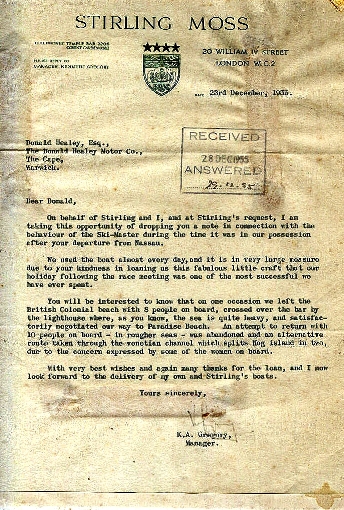 STIRLING MOSS
TELEPHONE TEMPLE BAR
PLEASE REPLY TO
MANAGER, KENNETH GREGORY
20 WILLIAM IV STREET
LONDON W.C.2
DATE 23rd December, 1955.
RECEIVED
28 DEC 1955
ANSWERED
Donald Healey, Esq.,
The Donald Healey Motor Co.,
The Cape,
Warwick.
Dear Donald,
On behalf of Stirling and I, and at Stirling's request, I am
taking this opportunity of dropping you a note in connection with the
behaviour of the Ski-Master during the time it was in our possession
after your departure from Nassau.
We used the boat almost every day, and it is in very large measure
due to your kindness in loaning us this fabulous little craft that our
holiday following the race meeting was one of the most successful we
have ever spent.
You will be interested to know that on one occasion we left the
British Colonial beach with 8 people on board, crossed over the bar by
the lighthouse where, as you know, the sea is quite heavy, and satisfac-
torily negotiated our way to Paradise Beach. An attempt to return with
10 people on board - in rougher seas - was abandoned and an alternative
route taken through the venetian channel which splits Hog Island in two,
due to the concern expressed by some of the women on board.
With very best wishes and again many thanks for the loan, and I now
look forward to the delivery of my own and Stirling's boats.
Yours sincerely,
K.A. Gregory,
Manager.